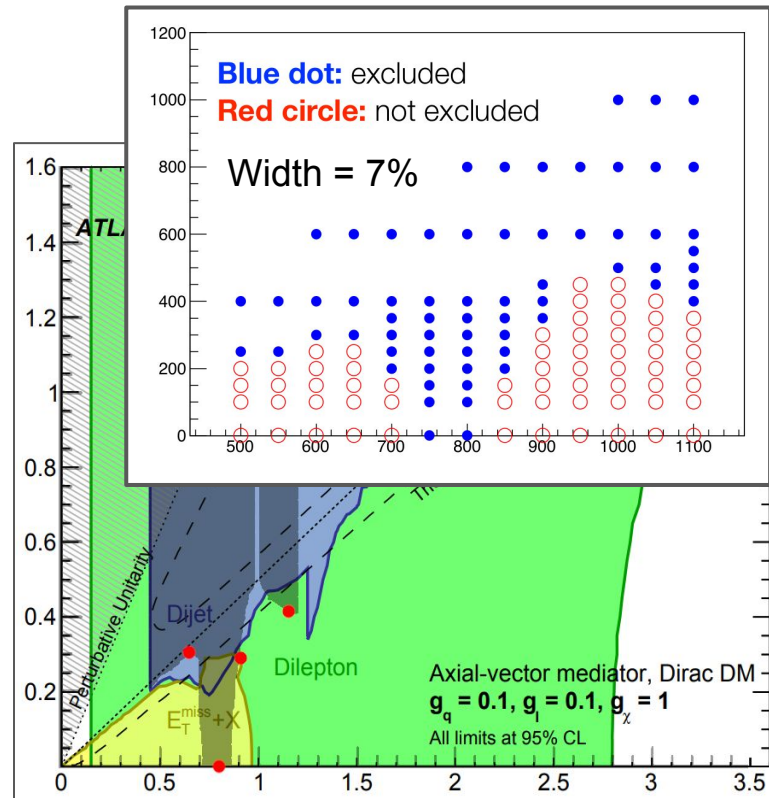 1200
1000
800
600
400
200
0
500 600 700 800 900 1000 1100
Blue dot: excluded
Red circle: not excluded
Width = 7%
1.6
1.4
1.2
1
0.8
0.6
0.4
0.2
0 0.5 1 1.5 2 2.5 3 3.5
Perturbative Unitarity
Dijet
Dilepton
E_T^miss+X
Axial-vector mediator, Dirac DM
g_q = 0.1, g_l = 0.1, g_χ = 1
All limits at 95% CL